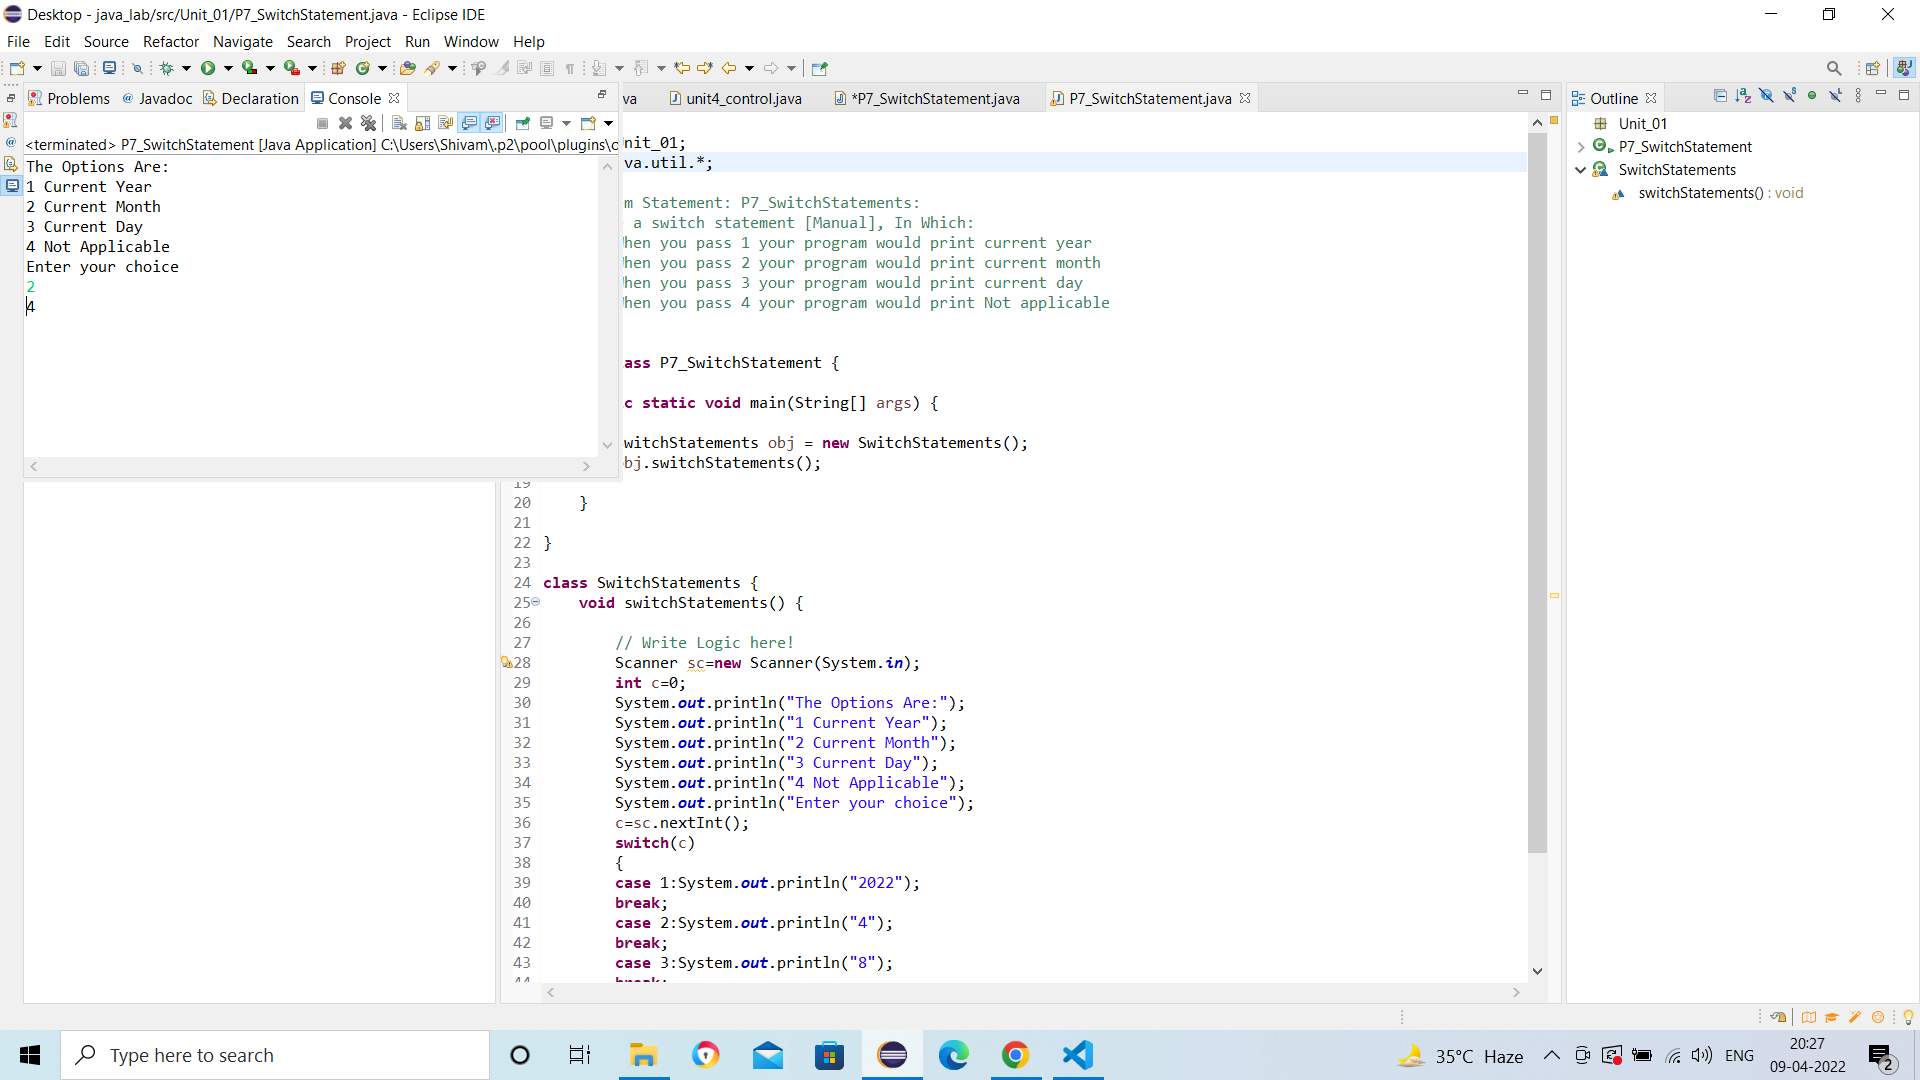 Desktop - java_lab/src/Unit_01/P7_SwitchStatement.java - Eclipse IDE
File Edit Source Refactor Navigate Search Project Run Window Help
Problems @ Javadoc Declaration Console
va unit4_control.java *P7_SwitchStatement.java P7_SwitchStatement.java
Outline
<terminated> P7_SwitchStatement [Java Application] C:\Users\Shivam\.p2\pool\plugins\
The Options Are:
1 Current Year
2 Current Month
3 Current Day
4 Not Applicable
Enter your choice
2
4
nit_01;
va.util.*;
m Statement: P7_SwitchStatements:
a switch statement [Manual], In Which:
hen you pass 1 your program would print current year
hen you pass 2 your program would print current month
hen you pass 3 your program would print current day
hen you pass 4 your program would print Not applicable
ass P7_SwitchStatement {
c static void main(String[] args) {
witchStatements obj = new SwitchStatements();
bj.switchStatements();
19
20 }
21
22 }
23
24 class SwitchStatements {
25 void switchStatements() {
26
27 // Write Logic here!
28 Scanner sc=new Scanner(System.in);
29 int c=0;
30 System.out.println("The Options Are:");
31 System.out.println("1 Current Year");
32 System.out.println("2 Current Month");
33 System.out.println("3 Current Day");
34 System.out.println("4 Not Applicable");
35 System.out.println("Enter your choice");
36 c=sc.nextInt();
37 switch(c)
38 {
39 case 1:System.out.println("2022");
40 break;
41 case 2:System.out.println("4");
42 break;
43 case 3:System.out.println("8");
44 break;
Unit_01
P7_SwitchStatement
SwitchStatements
switchStatements() : void
Type here to search
35°C Haze
ENG
20:27
09-04-2022
2